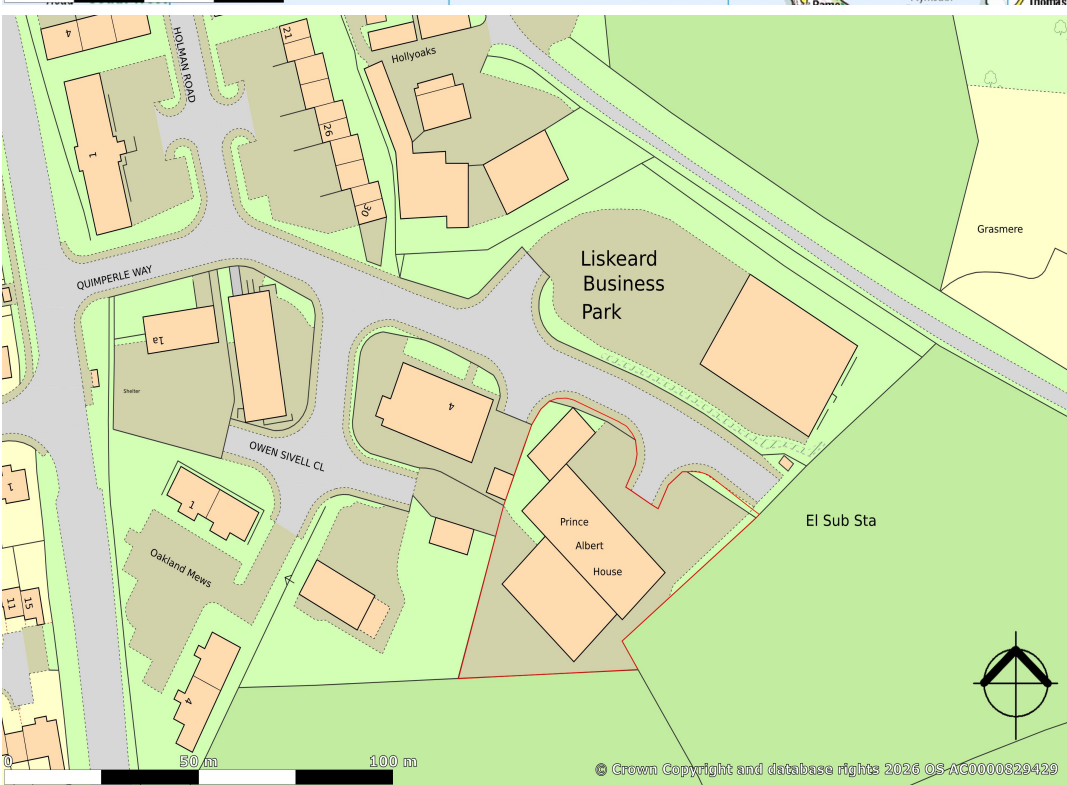 Thomas
4
HOLMAN ROAD
21
Hollyoaks
26
1
30
Grasmere
QUIMPERLE WAY
Liskeard
Business
Park
1a
Shelter
4
OWEN SIVELL CL
1
1
El Sub Sta
Prince
Albert
House
Oakland Mews
11
15
4
0
50 m
100 m
© Crown Copyright and database rights 2026 OS AC0000829429